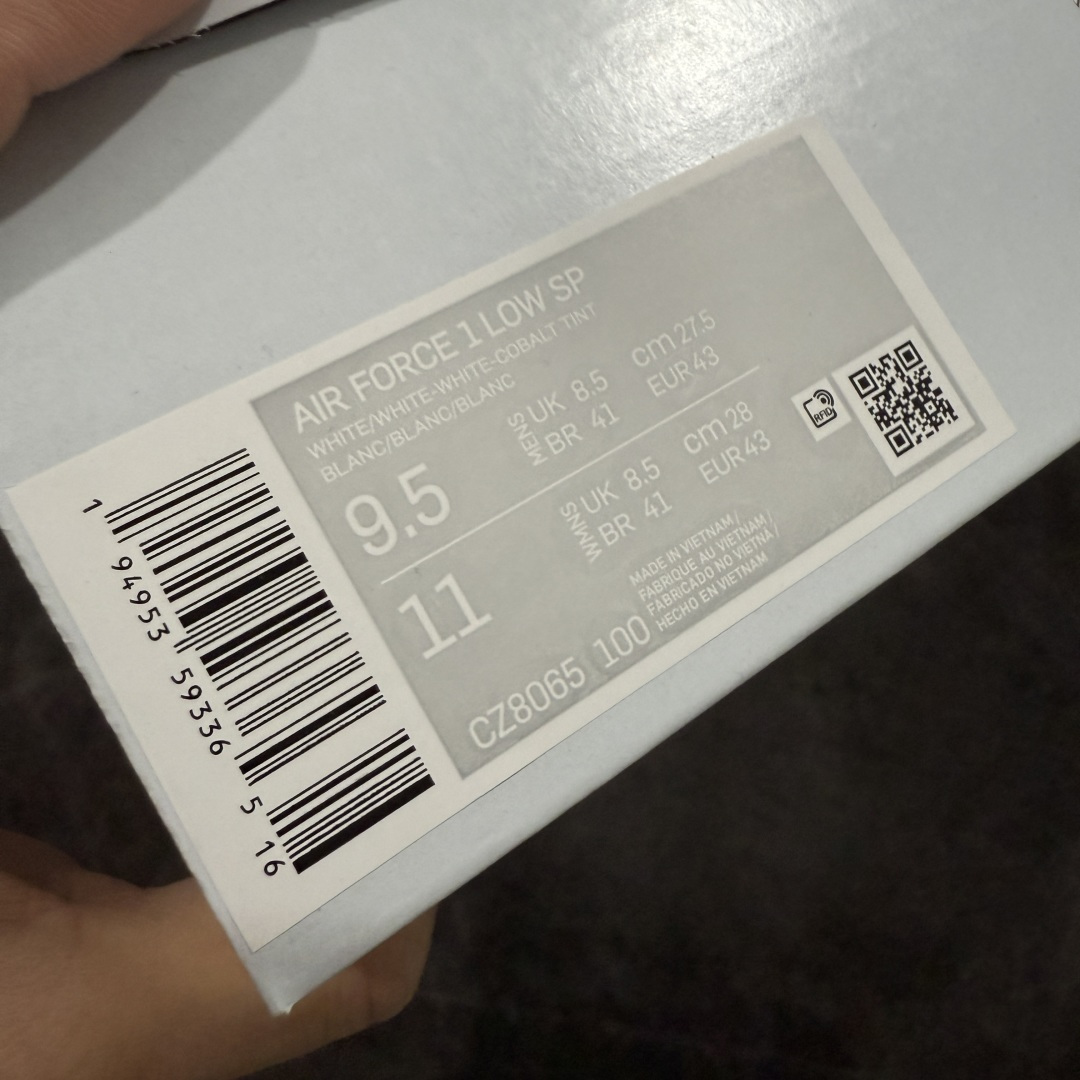 AIR FORCE 1 LOW SP
WHITE/WHITE-WHITE-COBALT TINT
BLANC/BLANC/BLANC
9.5
MENS
UK 8.5
cm 27.5
BR 41
EUR 43
11
WMNS
UK 8.5
cm 28
BR 41
EUR 43
CZ8065 100
MADE IN VIETNAM/
FABRIQUE AU VIETNAM/
FABRICADO NO VIETNÃ/
HECHO EN VIETNAM
RFID
1 94953 59336 5 16